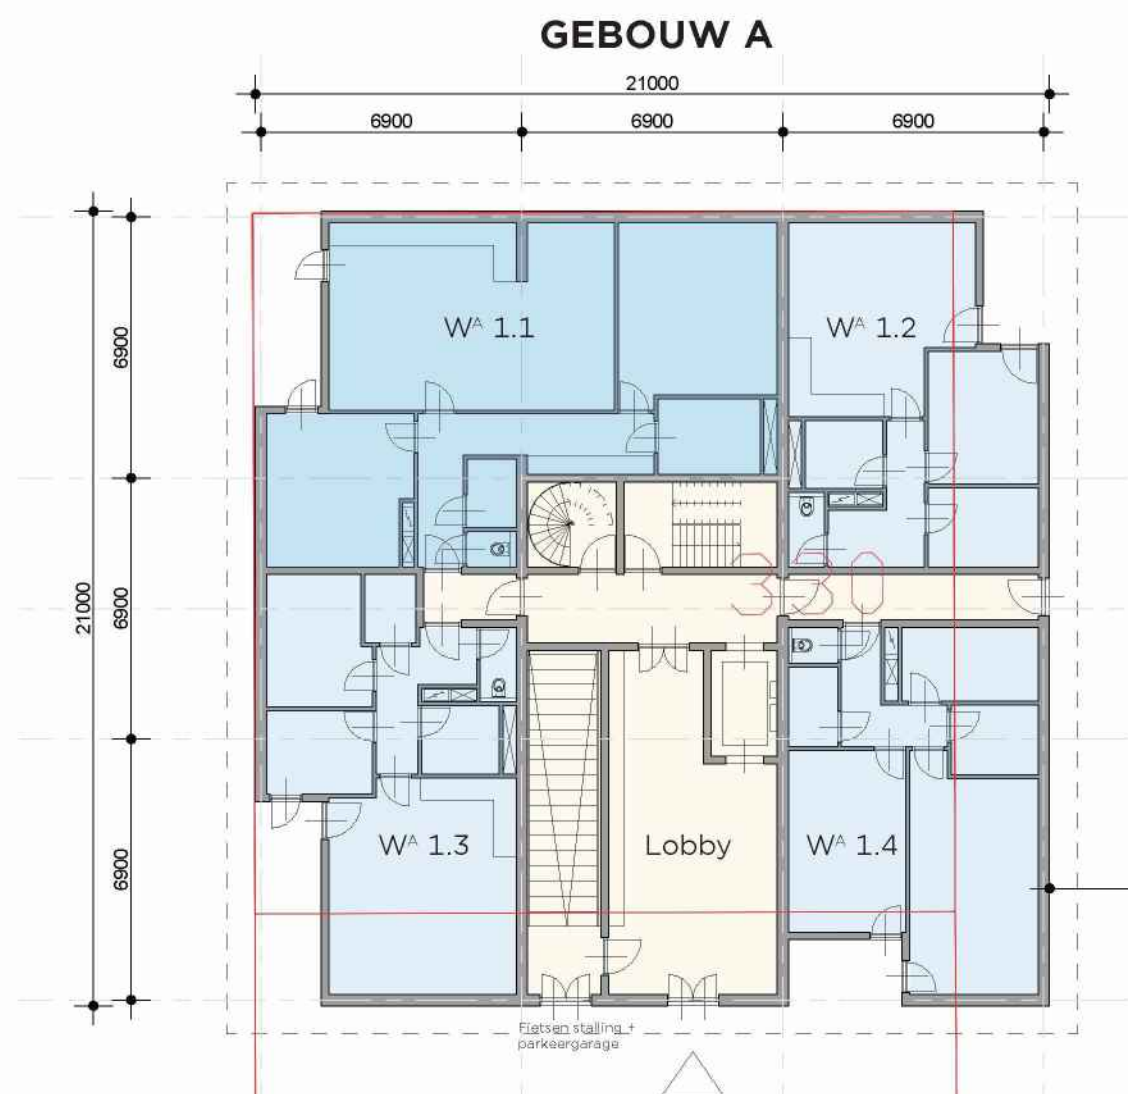 GEBOUW A
21000
6900 6900 6900
Wᴬ 1.1
Wᴬ 1.2
6900
330
21000
6900
Wᴬ 1.3
Lobby
Wᴬ 1.4
6900
Fietsen stalling +
parkeergarage